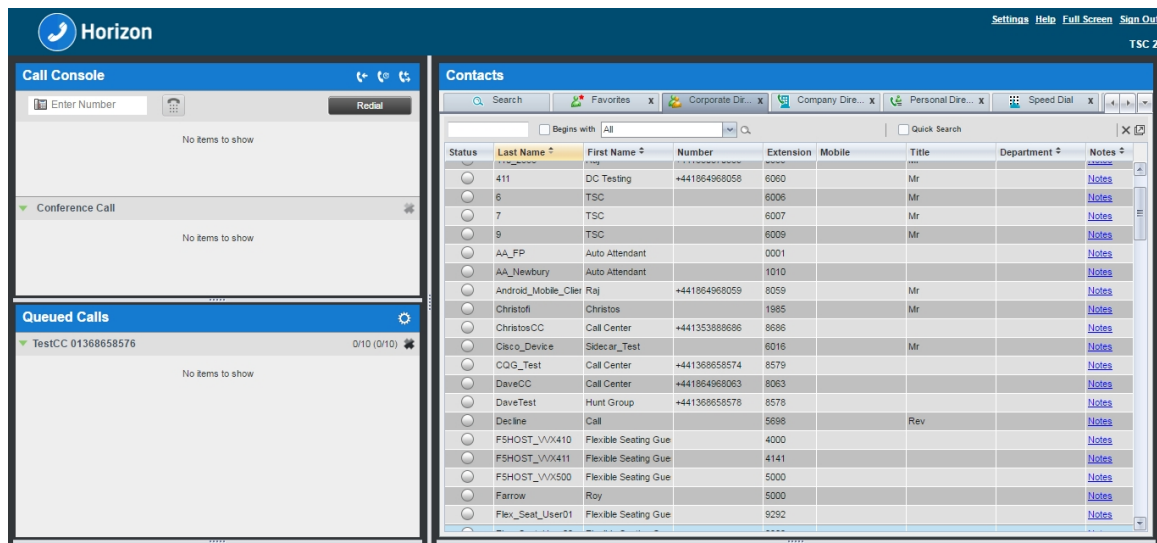 Horizon
Settings Help Full Screen Sign Out
TSC 2
Call Console
Enter Number
Redial
No items to show
Conference Call
No items to show
Queued Calls
TestCC 01368658576 0/10 (0/10)
No items to show
Contacts
Search Favorites x Corporate Dir... x Company Dire... x Personal Dire... x Speed Dial x
Begins with All Quick Search
Status Last Name First Name Number Extension Mobile Title Department Notes
411 DC Testing +441864968058 6060 Mr Notes
6 TSC 6006 Mr Notes
7 TSC 6007 Mr Notes
9 TSC 6009 Mr Notes
AA_FP Auto Attendant 0001 Notes
AA_Newbury Auto Attendant 1010 Notes
Android_Mobile_Clier Raj +441864968059 8059 Mr Notes
Christofi Christos 1985 Mr Notes
ChristosCC Call Center +441353888686 8686 Notes
Cisco_Device Sidecar_Test 6016 Mr Notes
CQG_Test Call Center +441368658574 8579 Notes
DaveCC Call Center +441864968063 8063 Notes
DaveTest Hunt Group +441368658578 8578 Notes
Decline Call 5698 Rev Notes
F5HOST_VVX410 Flexible Seating Gue 4000 Notes
F5HOST_VVX411 Flexible Seating Gue 4141 Notes
F5HOST_VVX500 Flexible Seating Gue 5000 Notes
Farrow Roy 5000 Notes
Flex_Seat_User01 Flexible Seating Gue 9292 Notes